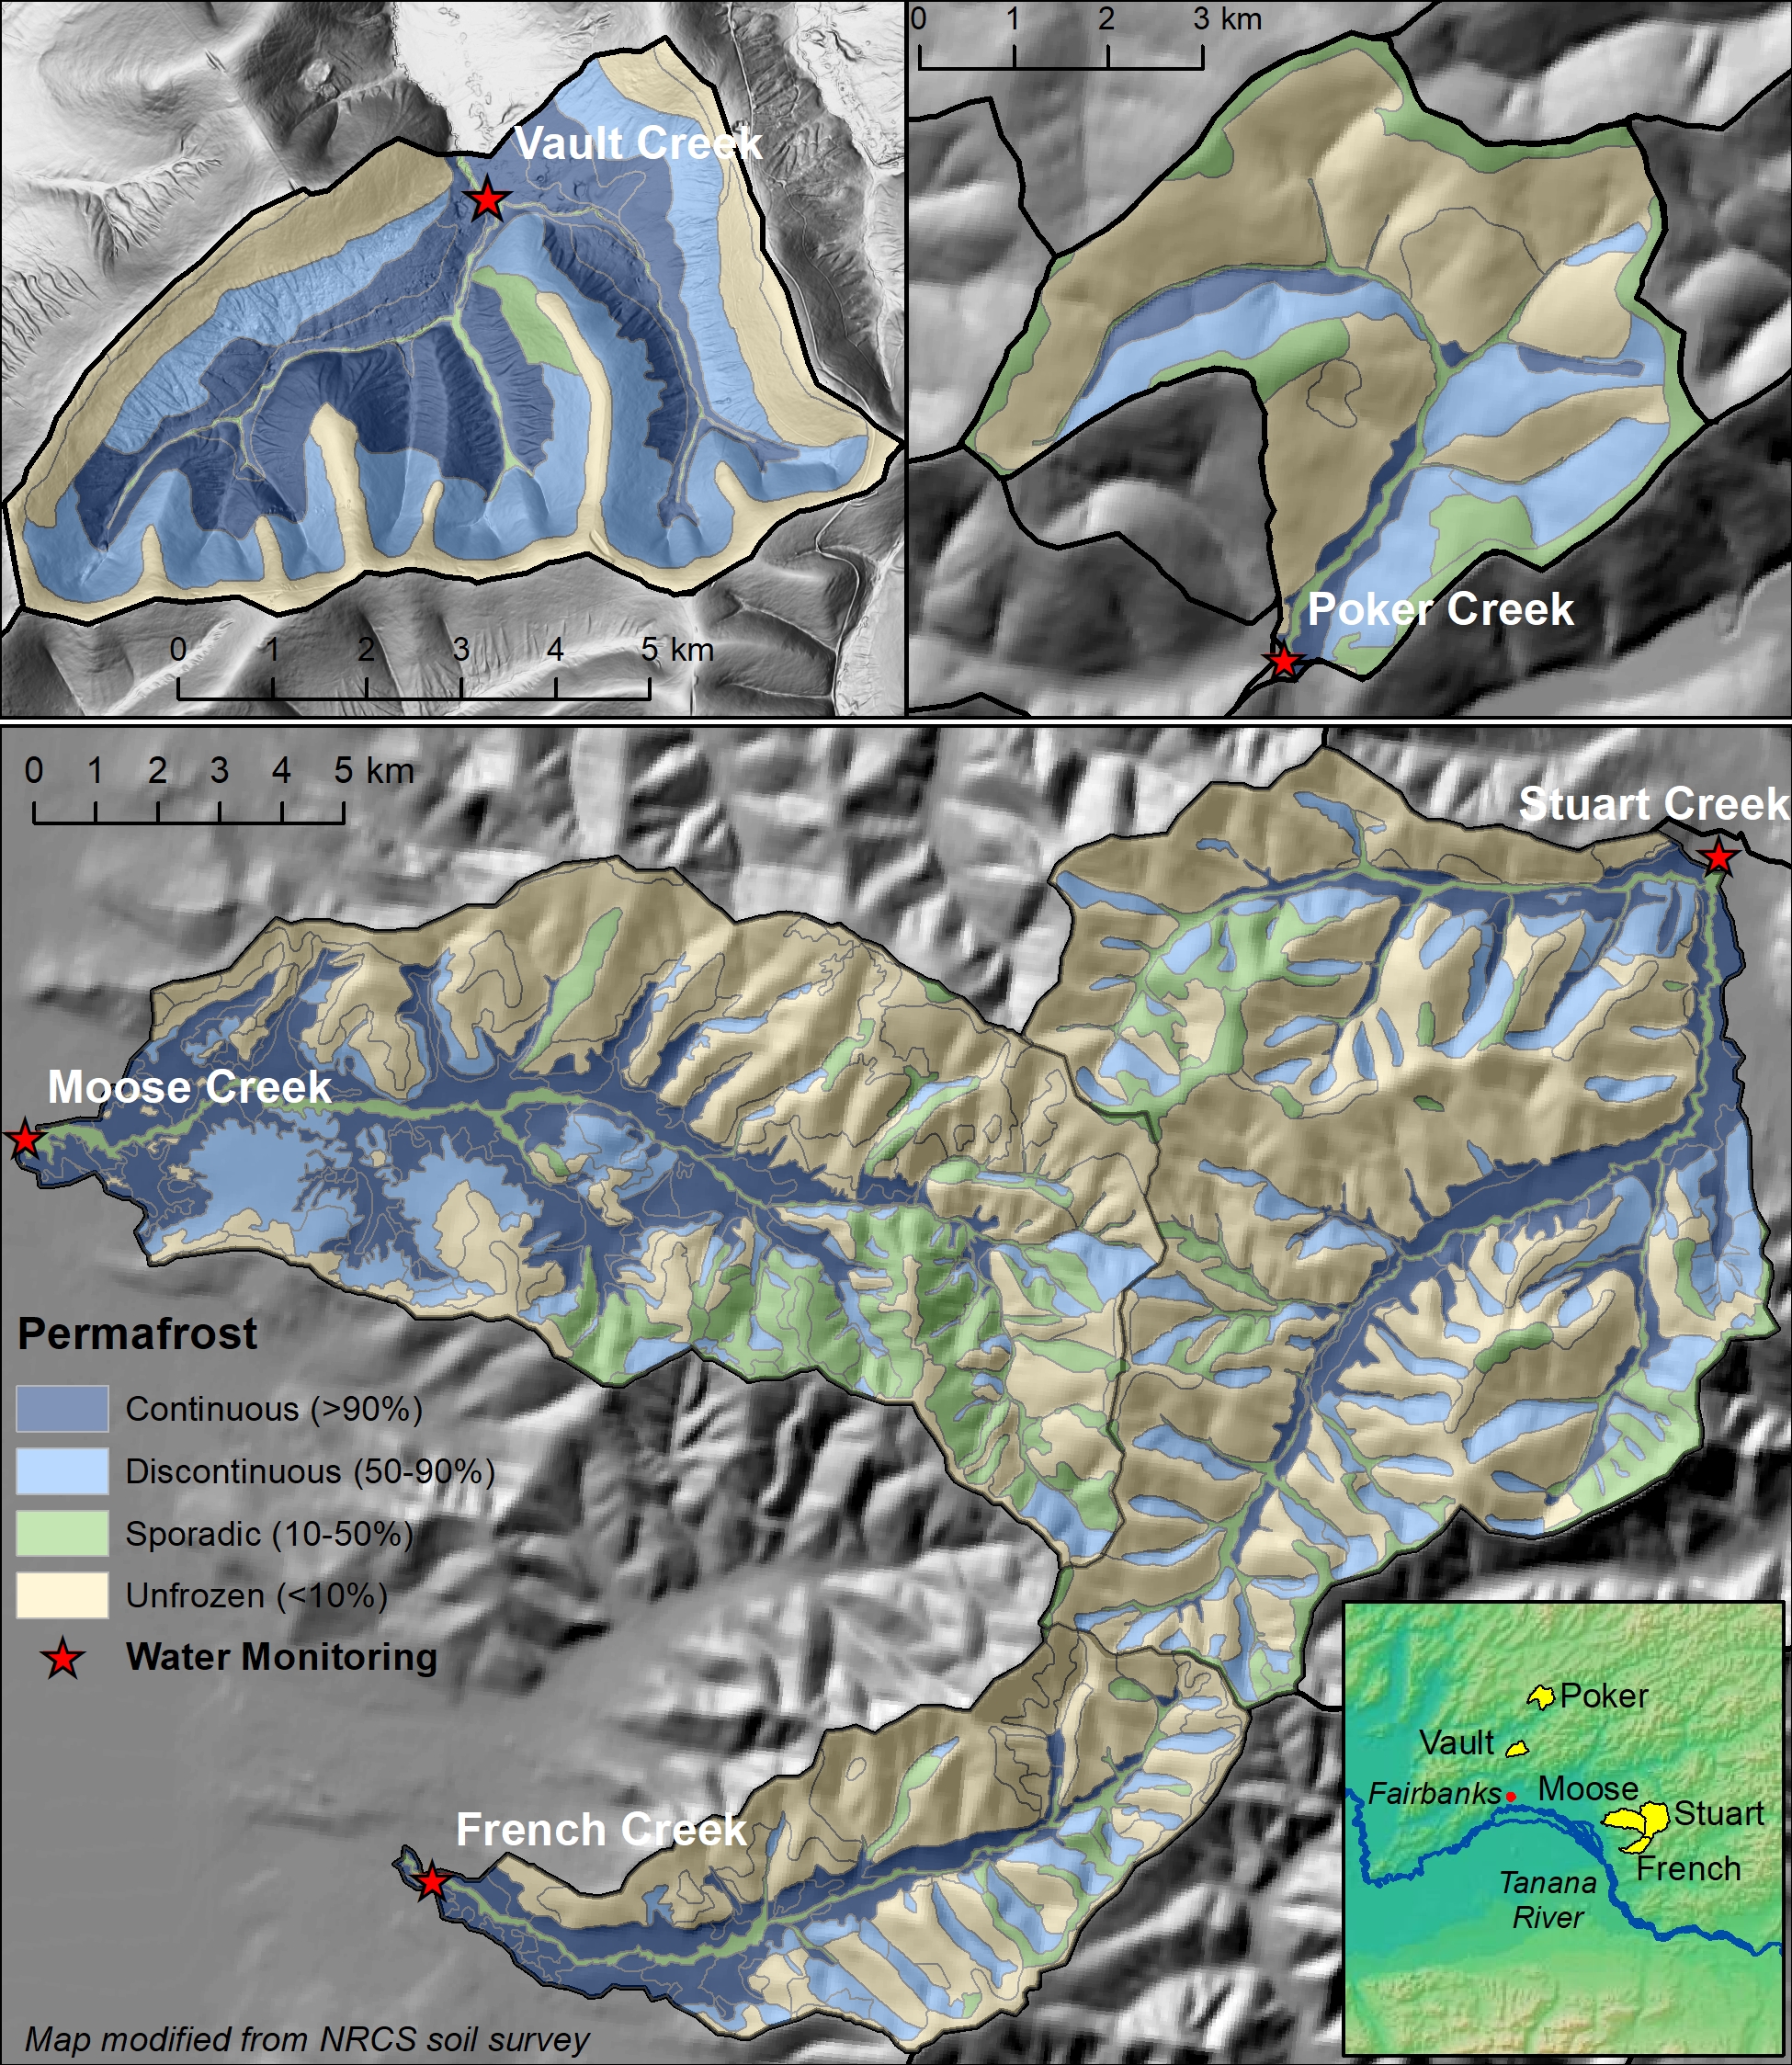 Vault Creek
0 1 2 3 4 5 km
0 1 2 3 km
Poker Creek
0 1 2 3 4 5 km
Stuart Creek
Moose Creek
Permafrost
Continuous (>90%)
Discontinuous (50-90%)
Sporadic (10-50%)
Unfrozen (<10%)
Water Monitoring
French Creek
Map modified from NRCS soil survey
Poker
Vault
Fairbanks
Moose
Stuart
French
Tanana
River